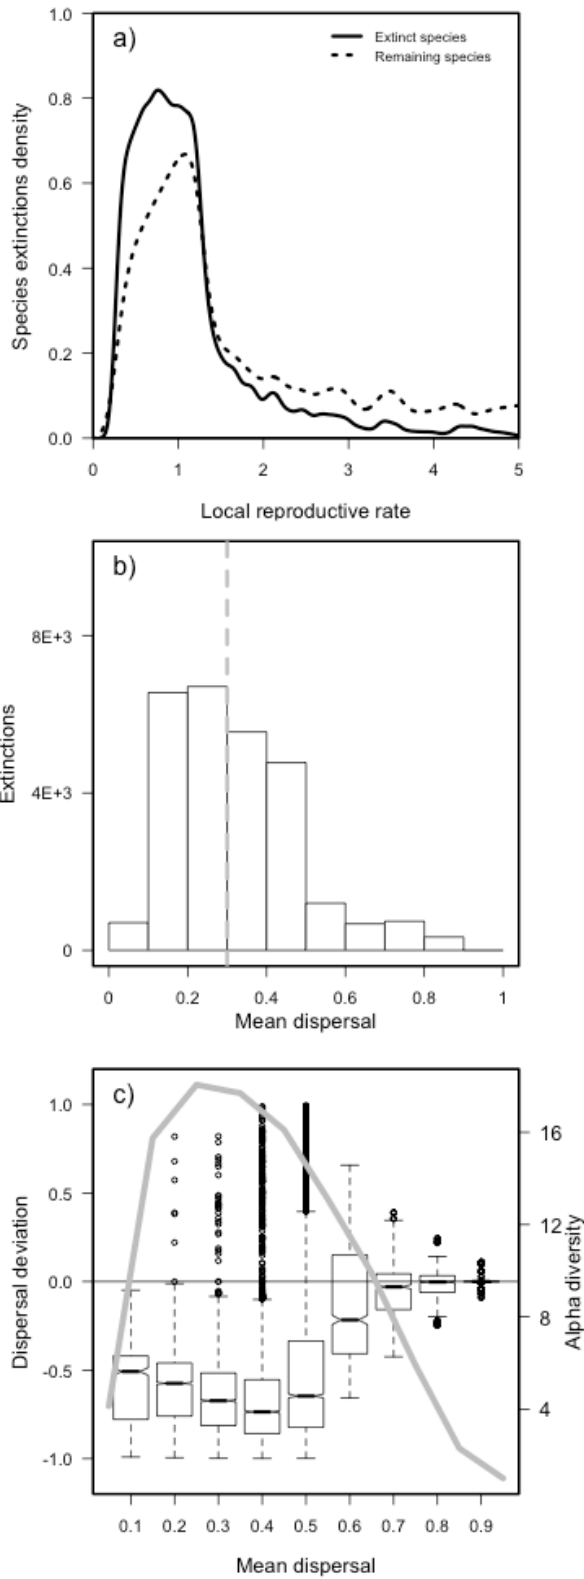 a)
Extinct species
Remaining species
1.0
0.8
0.6
0.4
0.2
0.0
Species extinctions density
0 1 2 3 4 5
Local reproductive rate
b)
8E+3
4E+3
0
Extinctions
0 0.2 0.4 0.6 0.8 1
Mean dispersal
c)
1.0
0.5
0.0
-0.5
-1.0
Dispersal deviation
16
12
8
4
Alpha diversity
0.1 0.2 0.3 0.4 0.5 0.6 0.7 0.8 0.9
Mean dispersal